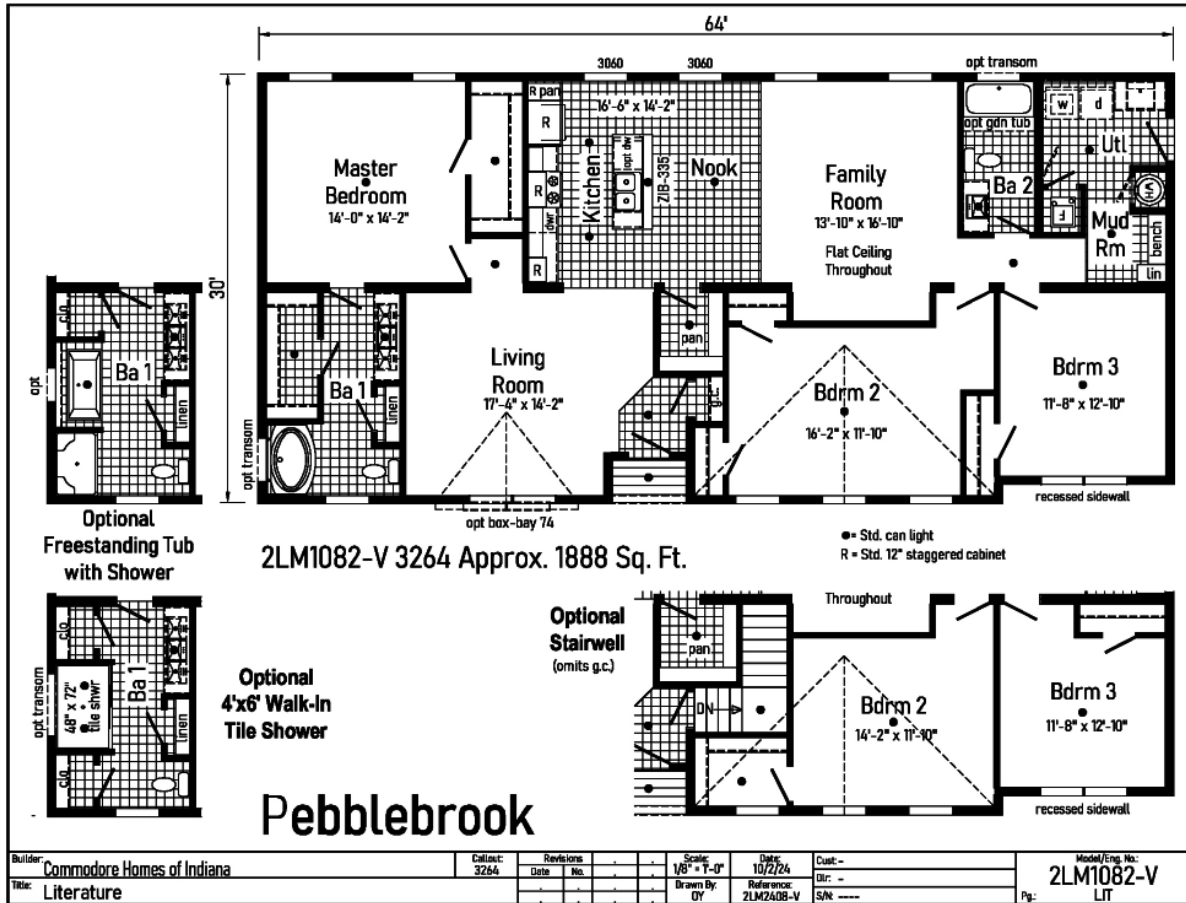 64'
3060
3060
opt transom
30'
R pan
R
16'-6" x 14'-2"
Kitchen
opt dw
ZIB-335
Nook
R
dwr
R
Master
Bedroom
14'-0" x 14'-2"
Family
Room
13'-10" x 16'-10"
Flat Ceiling
Throughout
opt gdn tub
Ba 2
w
d
Utl
WH
F
Mud
Rm
bench
lin
Ba 1
linen
opt transom
Living
Room
17'-4" x 14'-2"
opt box-bay 74
pan
g.c.
Bdrm 2
16'-2" x 11'-10"
Bdrm 3
11'-8" x 12'-10"
recessed sidewall
clo
opt
Ba 1
linen
Optional
Freestanding Tub
with Shower
2LM1082-V 3264 Approx. 1888 Sq. Ft.
●= Std. can light
R = Std. 12" staggered cabinet
clo
opt transom
48" x 72"
tile shwr
Ba 1
linen
clo
Optional
4'x6' Walk-In
Tile Shower
Optional
Stairwell
(omits g.c.)
pan
DN
Throughout
Bdrm 2
14'-2" x 11'-10"
Bdrm 3
11'-8" x 12'-10"
recessed sidewall
Pebblebrook
Builder: Commodore Homes of Indiana
Title: Literature
Callout: 3264
Revisions
Date No.
Scale: 1/8" = 1'-0"
Drawn By: OY
Date: 10/2/24
Reference: 2LM2408-V
Cust:-
Dlr: -
S/N: ----
Model/Eng. No.: 2LM1082-V
Pg.: LIT